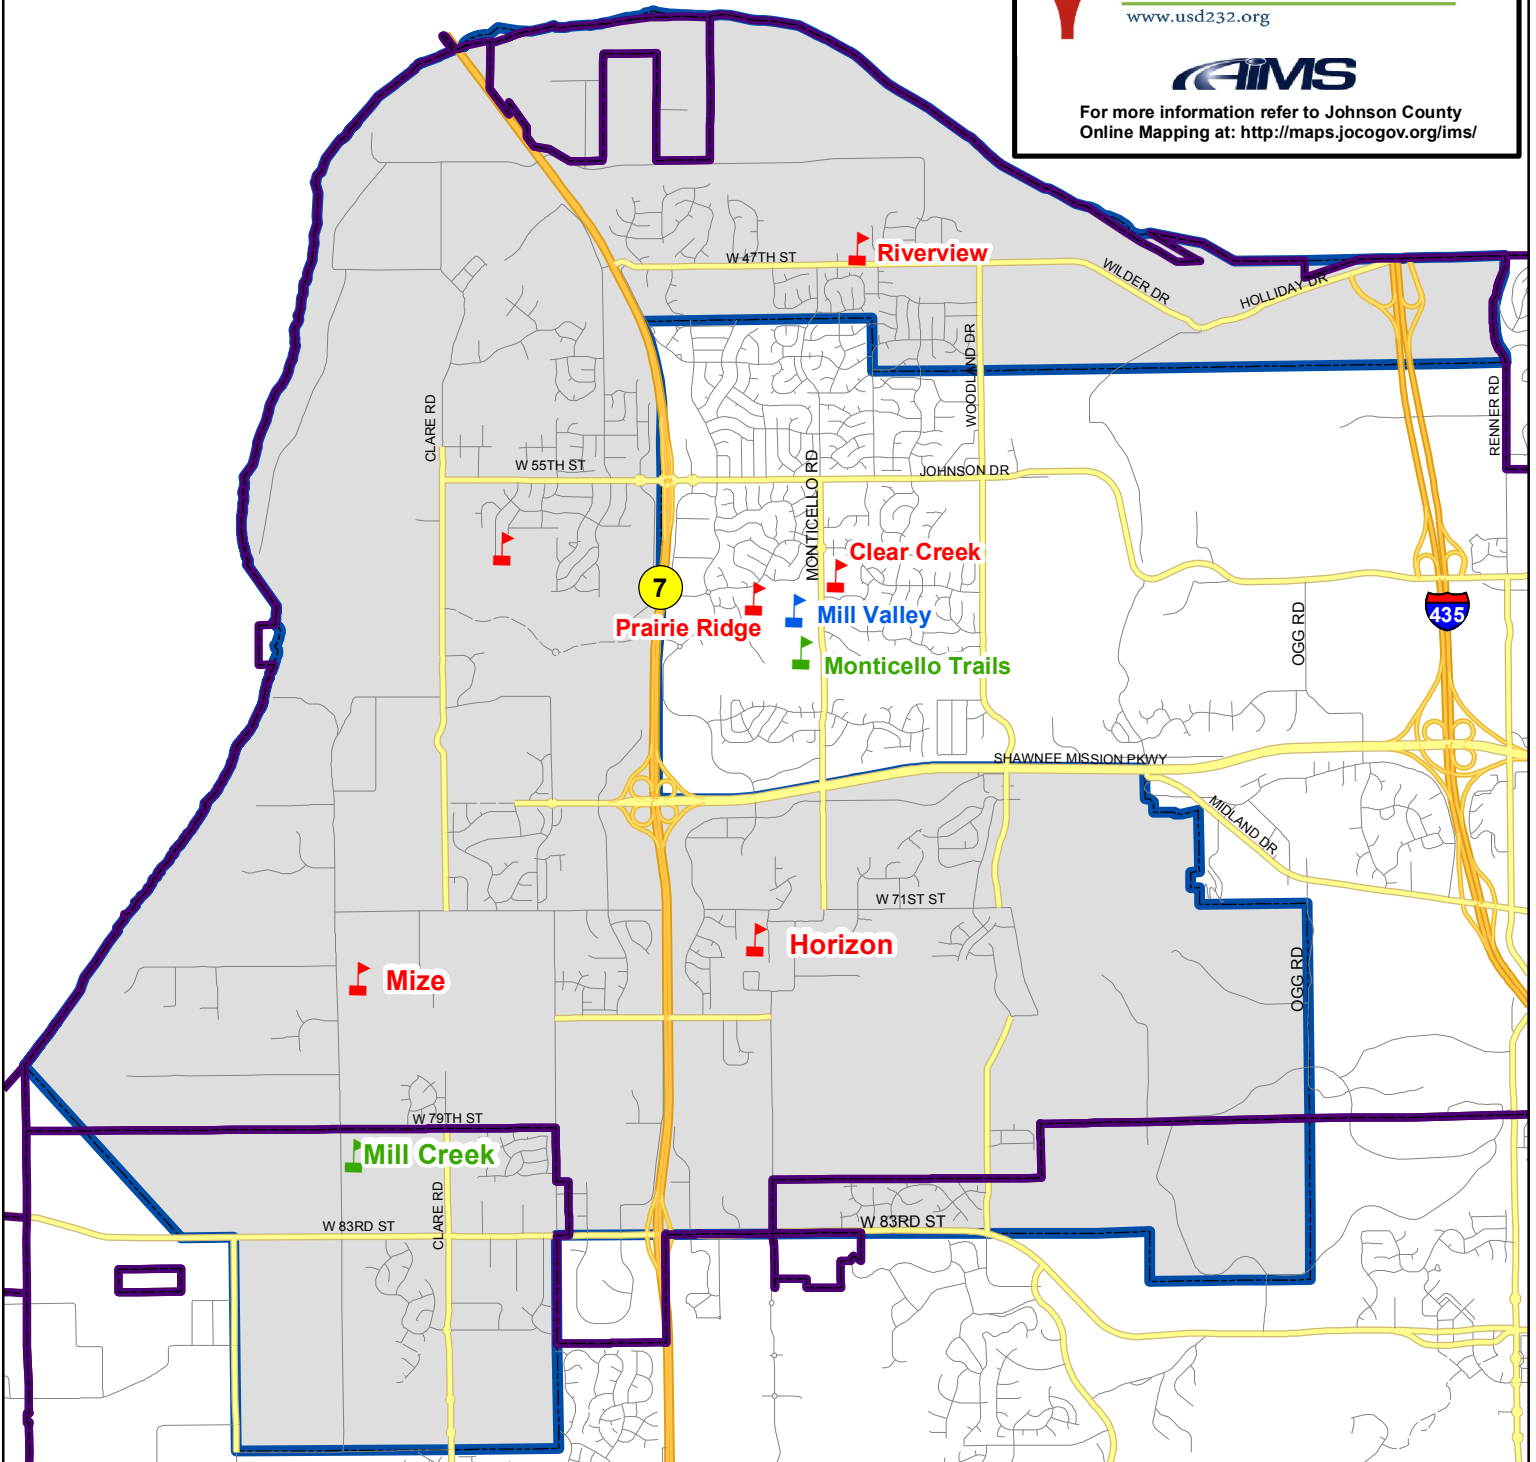 www.usd232.org
AIMS
For more information refer to Johnson County
Online Mapping at: http://maps.jocogov.org/ims/
Riverview
W 47TH ST
WILDER DR
HOLLIDAY DR
WOODLAND DR
CLARE RD
RENNER RD
W 55TH ST
MONTICELLO RD
JOHNSON DR
Clear Creek
7
Prairie Ridge
Mill Valley
435
OGG RD
Monticello Trails
SHAWNEE MISSION PKWY
MIDLAND DR
W 71ST ST
Horizon
Mize
OGG RD
W 79TH ST
Mill Creek
CLARE RD
W 83RD ST
W 83RD ST